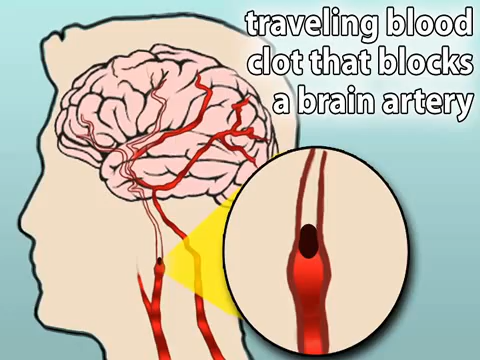 traveling blood
clot that blocks
a brain artery